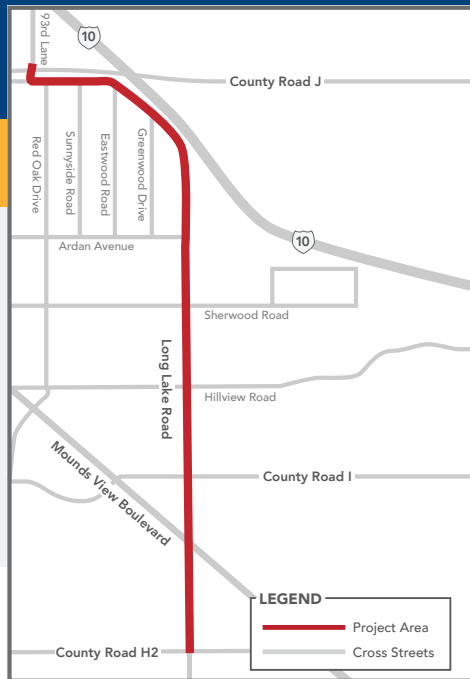 93rd Lane
10
County Road J
Red Oak Drive
Sunnyside Road
Eastwood Road
Greenwood Drive
Ardan Avenue
10
Sherwood Road
Long Lake Road
Hillview Road
Mounds View Boulevard
County Road I
LEGEND
Project Area
Cross Streets
County Road H2